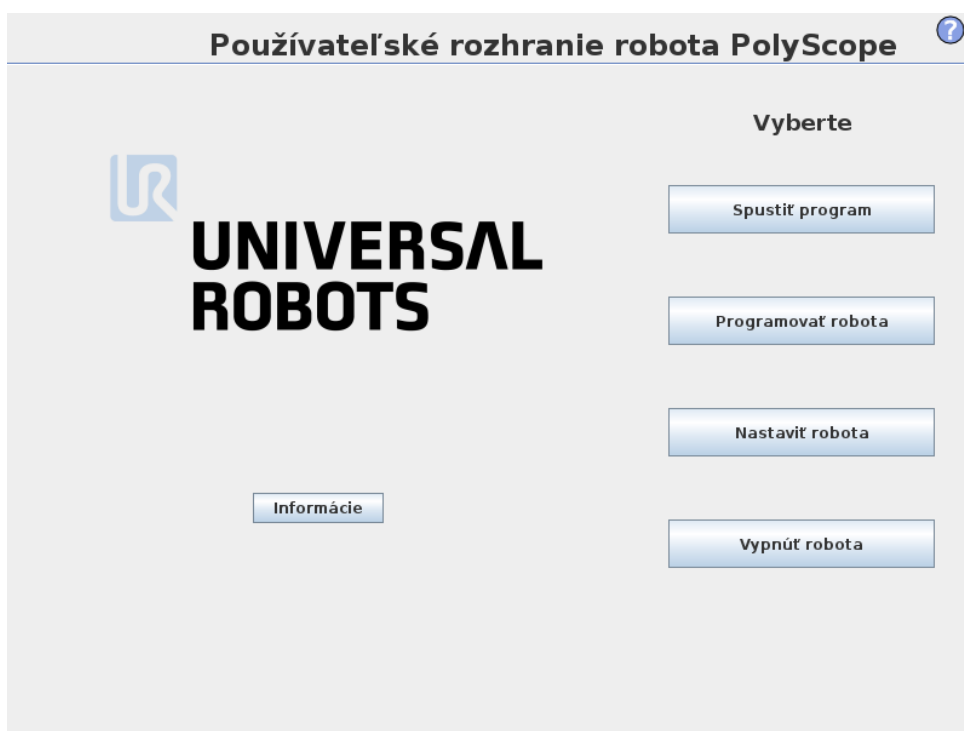 Používateľské rozhranie robota PolyScope
?
Vyberte
UR
UNIVERSAL
ROBOTS
Spustiť program
Programovať robota
Nastaviť robota
Informácie
Vypnúť robota